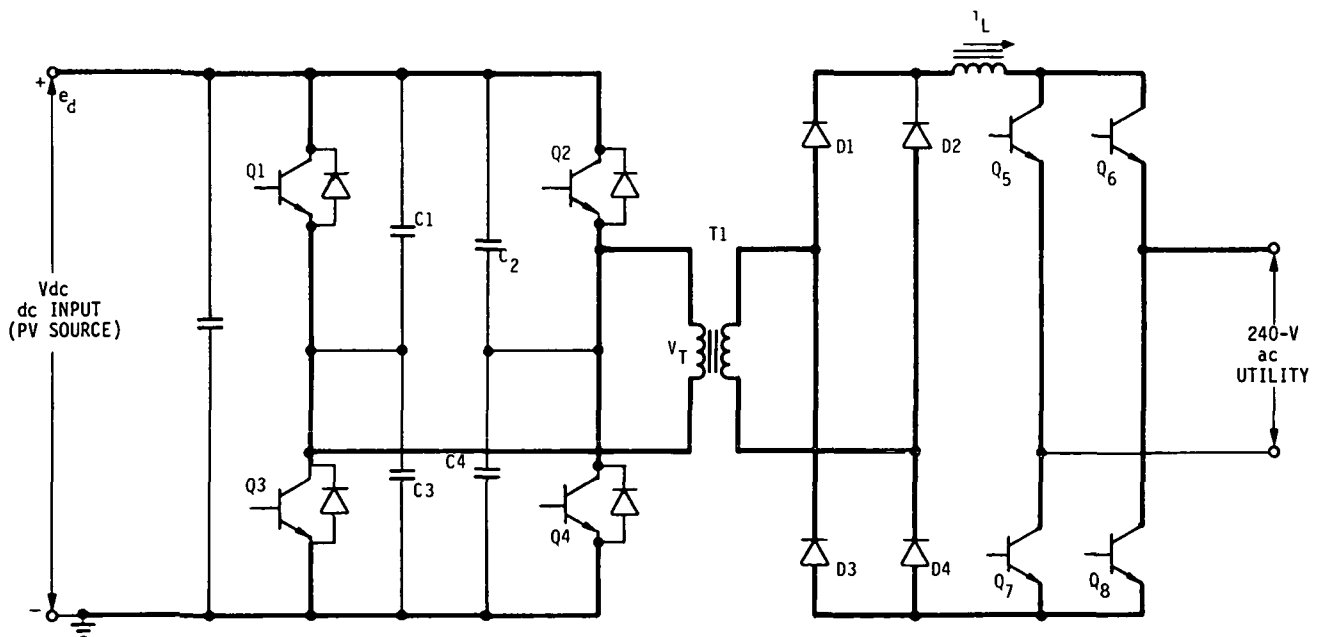 +
e_d
Vdc
dc INPUT
(PV SOURCE)
-
Q1
C1
Q2
C2
Q3
C3
C4
Q4
T1
V_T
i_L
D1
D2
Q5
Q6
D3
D4
Q7
Q8
240-V
ac
UTILITY